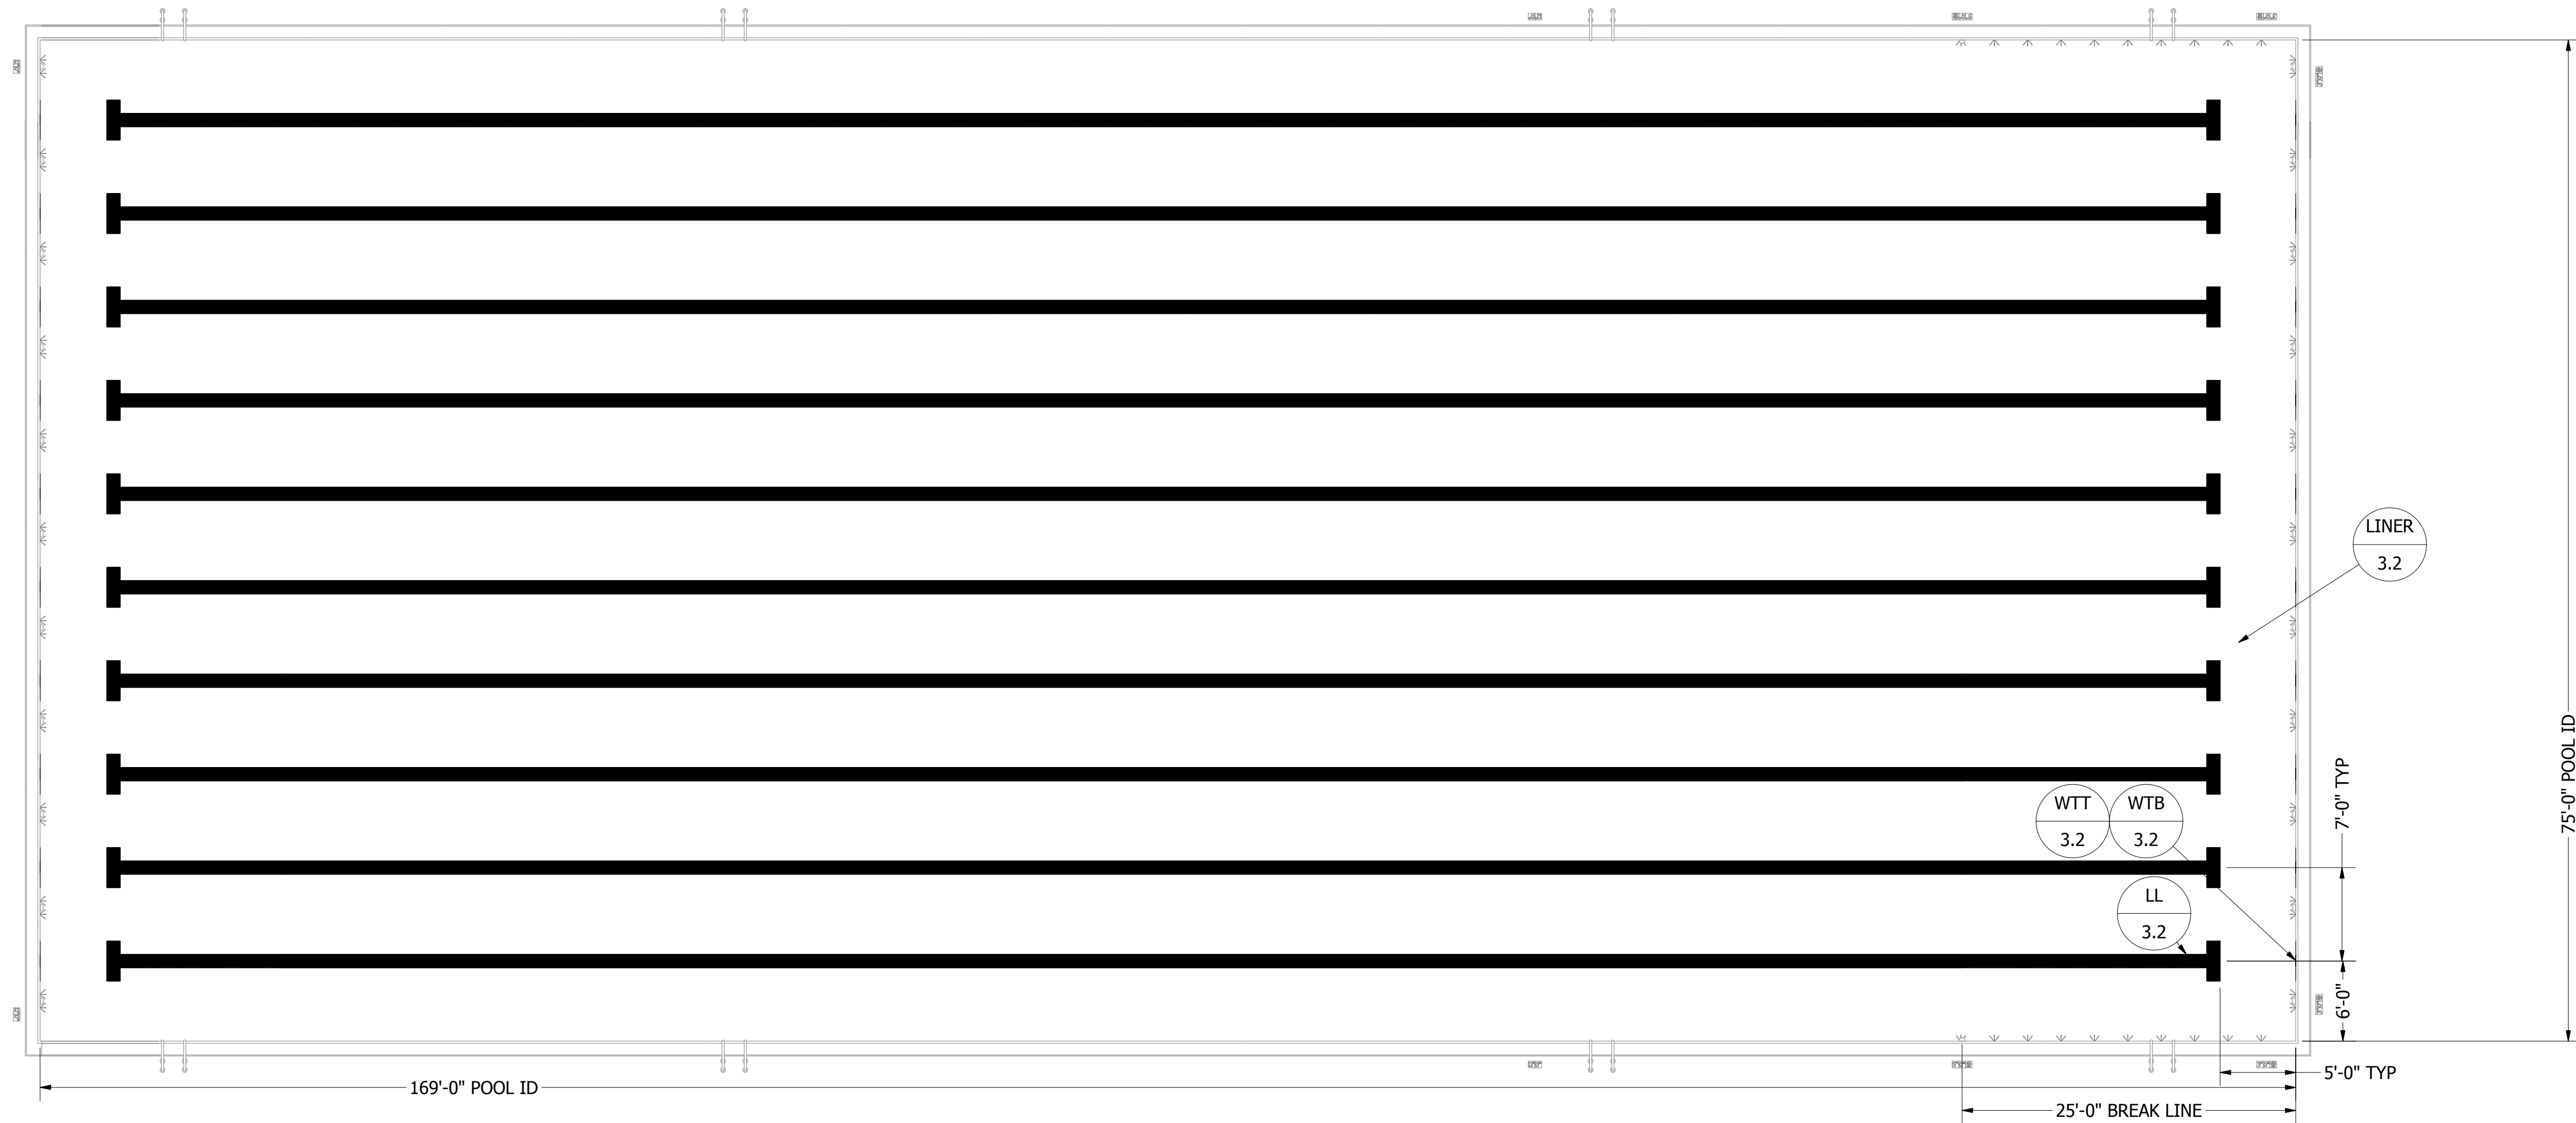 LINER
3.2
75'-0" POOL ID
7'-0" TYP
WTT
3.2
WTB
3.2
LL
3.2
6'-0"
5'-0" TYP
169'-0" POOL ID
25'-0" BREAK LINE